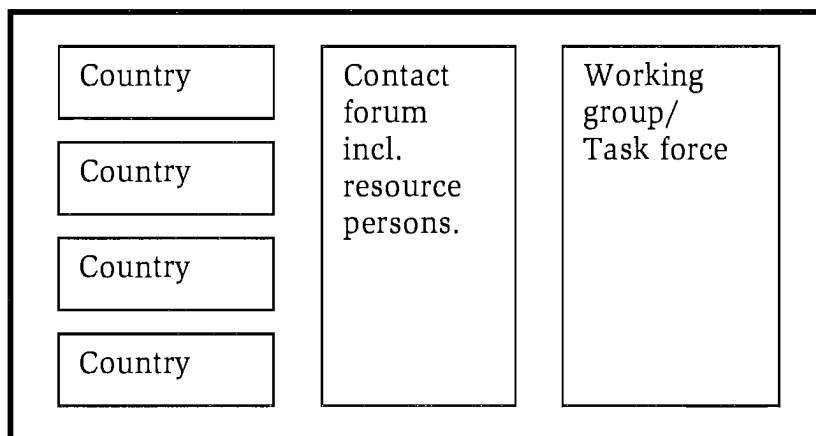 Country
Country
Country
Country
Contact
forum
incl.
resource
persons.
Working
group/
Task force